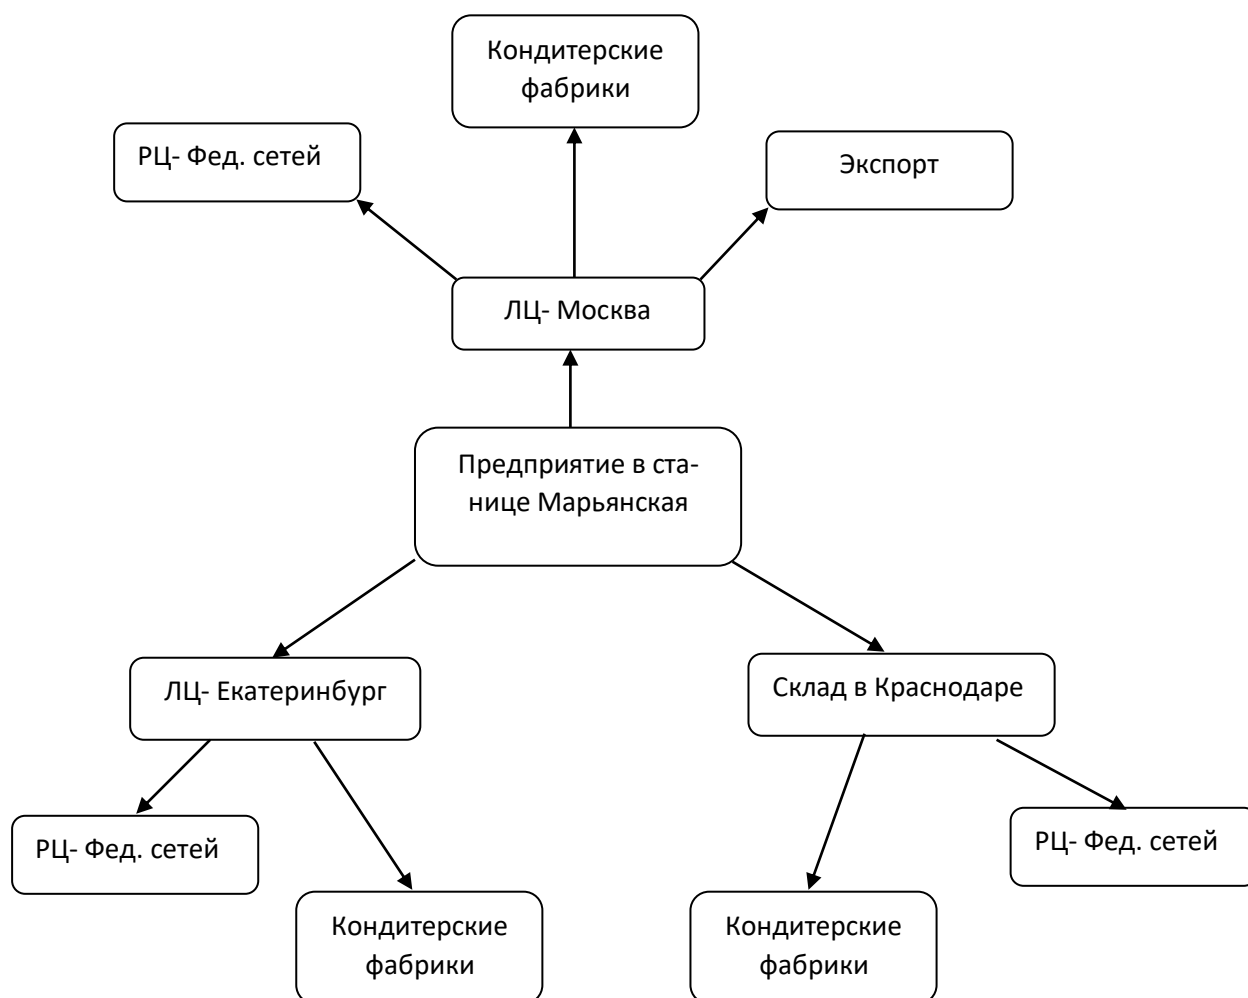 Кондитерские
фабрики
РЦ- Фед. сетей
Экспорт
ЛЦ- Москва
Предприятие в ста-
нице Марьянская
ЛЦ- Екатеринбург
Склад в Краснодаре
РЦ- Фед. сетей
РЦ- Фед. сетей
Кондитерские
фабрики
Кондитерские
фабрики